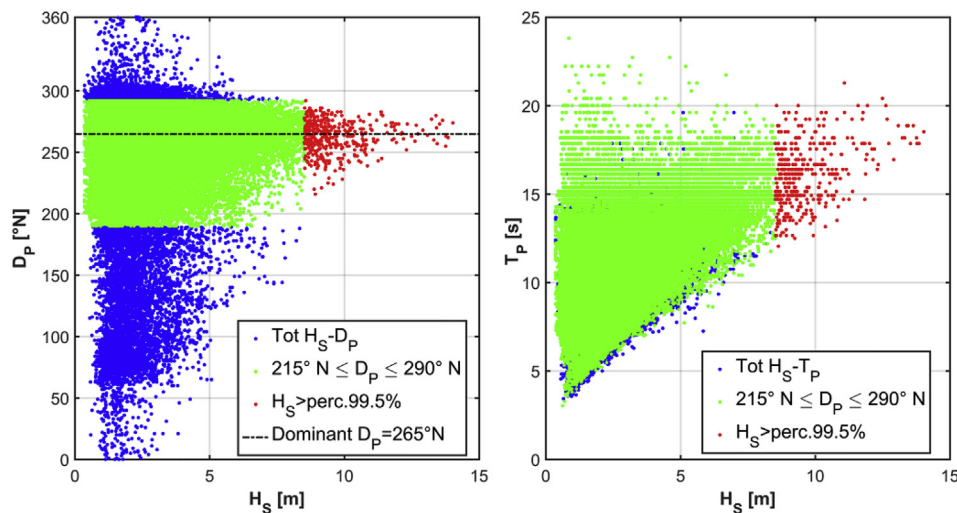 360
300
250
200
150
100
50
0
D_P [°N]
0
5
10
15
H_S [m]
Tot H_S-D_P
215° N ≤ D_P ≤ 290° N
H_S>perc.99.5%
Dominant D_P=265°N
25
20
15
10
5
0
T_P [s]
0
5
10
15
H_S [m]
Tot H_S-T_P
215° N ≤ D_P ≤ 290° N
H_S>perc.99.5%